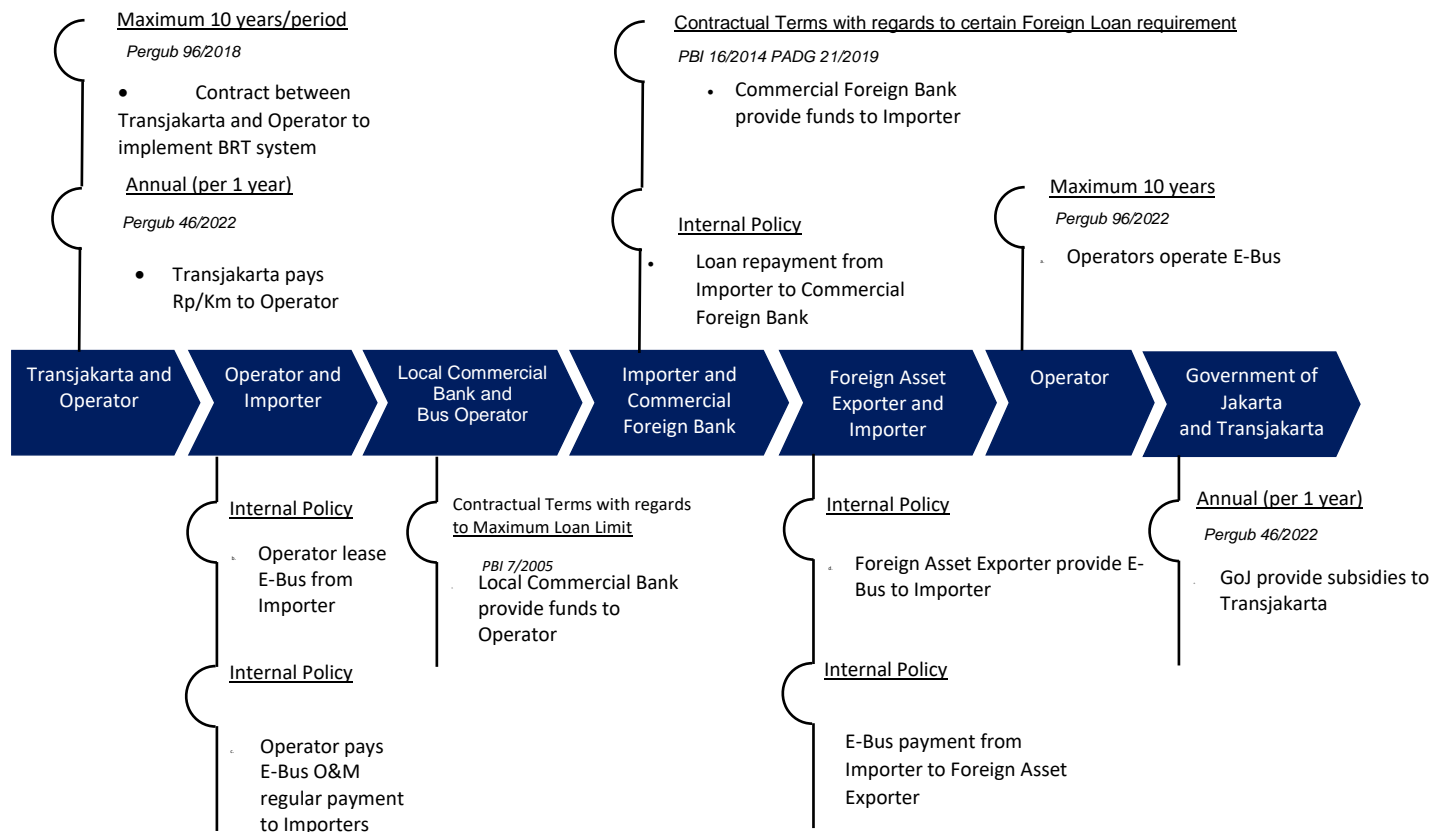 Maximum 10 years/period
Pergub 96/2018
• Contract between
Transjakarta and Operator to
implement BRT system
Annual (per 1 year)
Pergub 46/2022
• Transjakarta pays
Rp/Km to Operator
Contractual Terms with regards to certain Foreign Loan requirement
PBI 16/2014 PADG 21/2019
• Commercial Foreign Bank
provide funds to Importer
Internal Policy
• Loan repayment from
Importer to Commercial
Foreign Bank
Maximum 10 years
Pergub 96/2022
Operators operate E-Bus
Transjakarta and
Operator
Operator and
Importer
Local Commercial
Bank and
Bus Operator
Importer and
Commercial
Foreign Bank
Foreign Asset
Exporter and
Importer
Operator
Government of
Jakarta
and Transjakarta
Internal Policy
Operator lease
E-Bus from
Importer
Internal Policy
Operator pays
E-Bus O&M
regular payment
to Importers
Contractual Terms with regards
to Maximum Loan Limit
PBI 7/2005
Local Commercial Bank
provide funds to
Operator
Internal Policy
Foreign Asset Exporter provide E-
Bus to Importer
Internal Policy
E-Bus payment from
Importer to Foreign Asset
Exporter
Annual (per 1 year)
Pergub 46/2022
GoJ provide subsidies to
Transjakarta